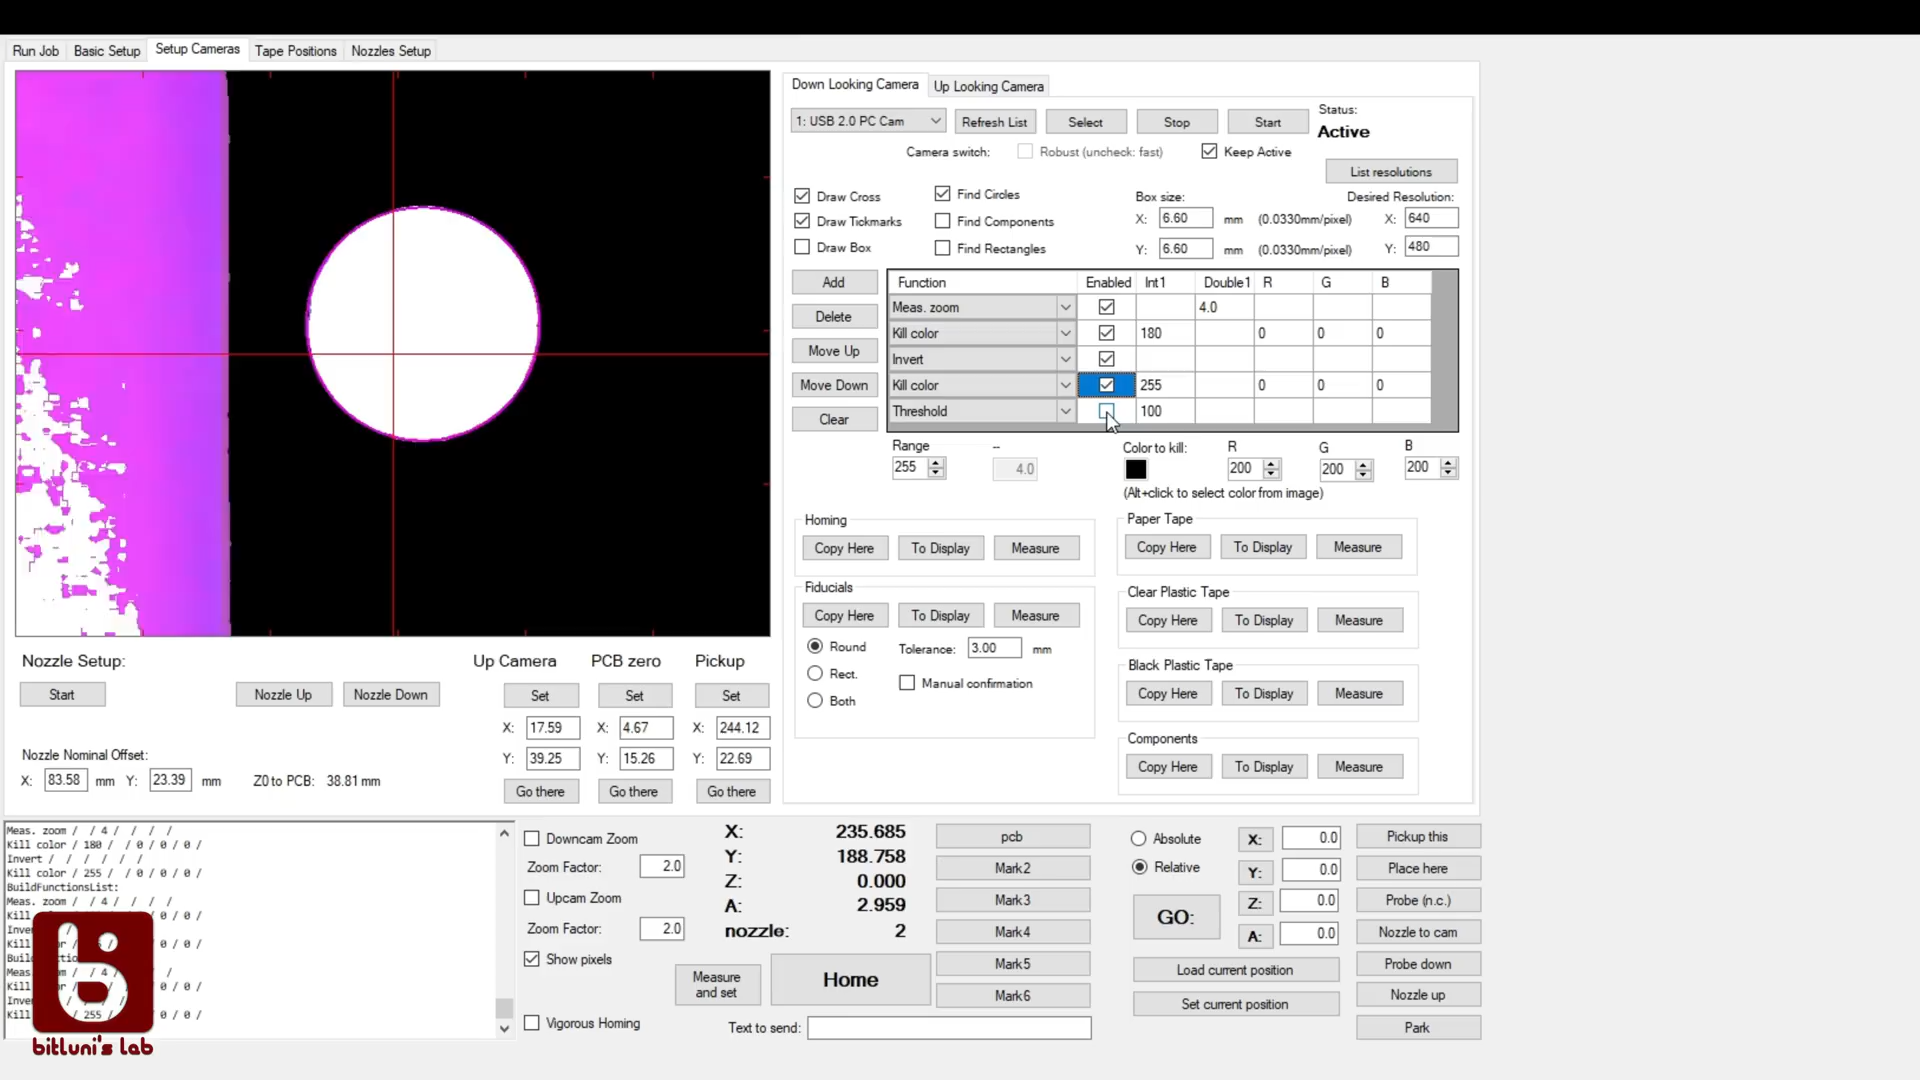 Run Job Basic Setup Setup Cameras Tape Positions Nozzles Setup
Down Looking Camera Up Looking Camera
1: USB 2.0 PC Cam Refresh List Select Stop Start
Status:
Active
Camera switch: Robust (uncheck: fast) Keep Active
List resolutions
Draw Cross Find Circles Box size: Desired Resolution:
Draw Tickmarks Find Components X: 6.60 mm (0.0330mm/pixel) X: 640
Draw Box Find Rectangles Y: 6.60 mm (0.0330mm/pixel) Y: 480
Add
Delete
Move Up
Move Down
Clear
Function Enabled Int1 Double1 R G B
Meas. zoom 4.0
Kill color 180 0 0 0
Invert
Kill color 255 0 0 0
Threshold 100
Range -- Color to kill: R G B
255 4.0 200 200 200
(Alt+click to select color from image)
Homing
Copy Here To Display Measure
Fiducials
Copy Here To Display Measure
Round Tolerance: 3.00 mm
Rect. Manual confirmation
Both
Paper Tape
Copy Here To Display Measure
Clear Plastic Tape
Copy Here To Display Measure
Black Plastic Tape
Copy Here To Display Measure
Components
Copy Here To Display Measure
Nozzle Setup:
Start Nozzle Up Nozzle Down
Nozzle Nominal Offset:
X: 83.58 mm Y: 23.39 mm Z0 to PCB: 38.81 mm
Up Camera PCB zero Pickup
Set Set Set
X: 17.59 X: 4.67 X: 244.12
Y: 39.25 Y: 15.26 Y: 22.69
Go there Go there Go there
Meas. zoom / / 4 / / / /
Kill color / 180 / / 0 / 0 / 0 /
Invert / / / / / /
Kill color / 255 / / 0 / 0 / 0 /
BuildFunctionsList:
Meas. zoom / / 4 / / / /
Kill / 0 / 0 /
/ 0 / 0 /
Meas / 4 / / /
Kill / 0 / 0 /
/ 255 / / 0 / 0 /
bitluni's lab
Downcam Zoom
Zoom Factor: 2.0
Upcam Zoom
Zoom Factor: 2.0
Show pixels
Vigorous Homing
X: 235.685
Y: 188.758
Z: 0.000
A: 2.959
nozzle: 2
Measure and set
Home
Text to send:
pcb
Mark2
Mark3
Mark4
Mark5
Mark6
Absolute
Relative
GO:
X: 0.0
Y: 0.0
Z: 0.0
A: 0.0
Load current position
Set current position
Pickup this
Place here
Probe (n.c.)
Nozzle to cam
Probe down
Nozzle up
Park